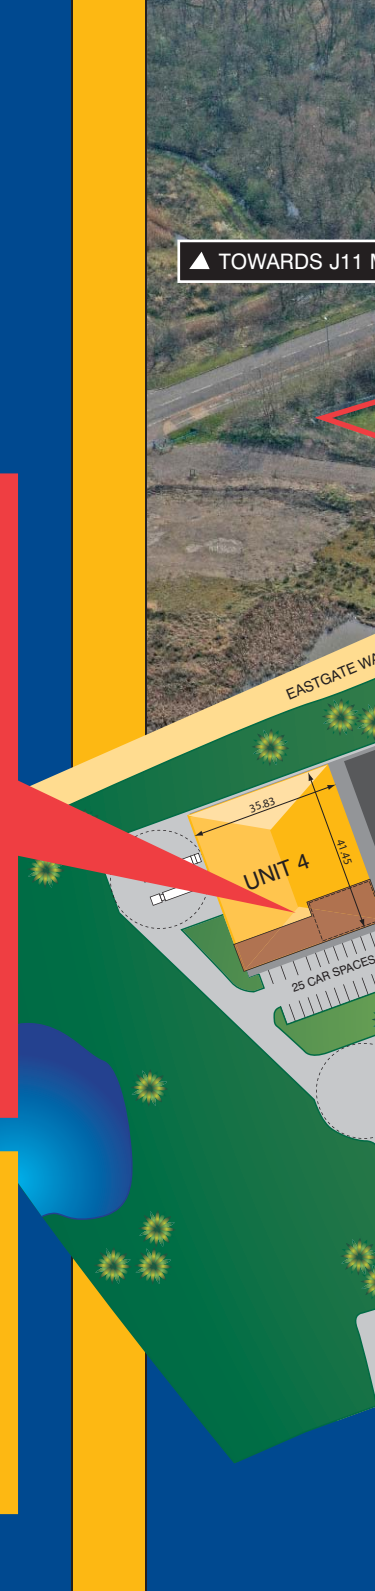 ▲ TOWARDS J11 M
EASTGATE WA
35.83
41.45
UNIT 4
25 CAR SPACES